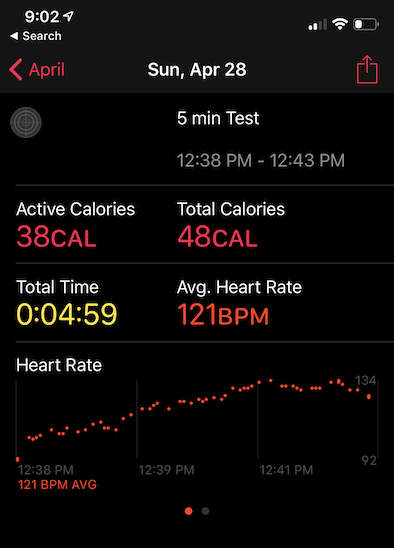 9:02
Search
April
Sun, Apr 28
5 min Test
12:38 PM - 12:43 PM
Active Calories
Total Calories
38CAL
48CAL
Total Time
Avg. Heart Rate
0:04:59
121BPM
Heart Rate
134
92
12:38 PM
12:39 PM
12:41 PM
121 BPM AVG